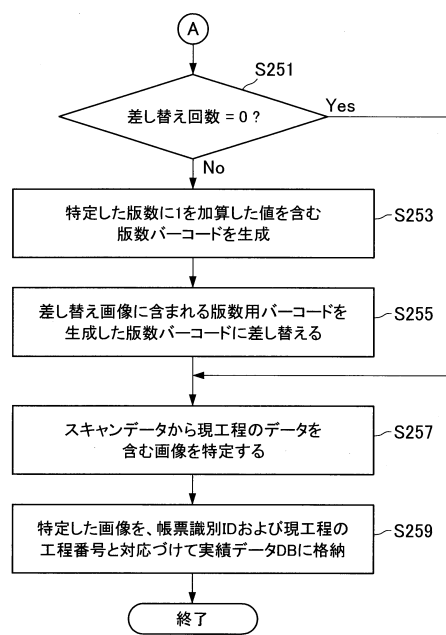 A
S251
差し替え回数 = 0 ?
Yes
No
特定した版数に1を加算した値を含む
版数バーコードを生成
S253
差し替え画像に含まれる版数用バーコードを
生成した版数バーコードに差し替える
S255
スキャンデータから現工程のデータを
含む画像を特定する
S257
特定した画像を、帳票識別IDおよび現工程の
工程番号と対応づけて実績データDBに格納
S259
終了